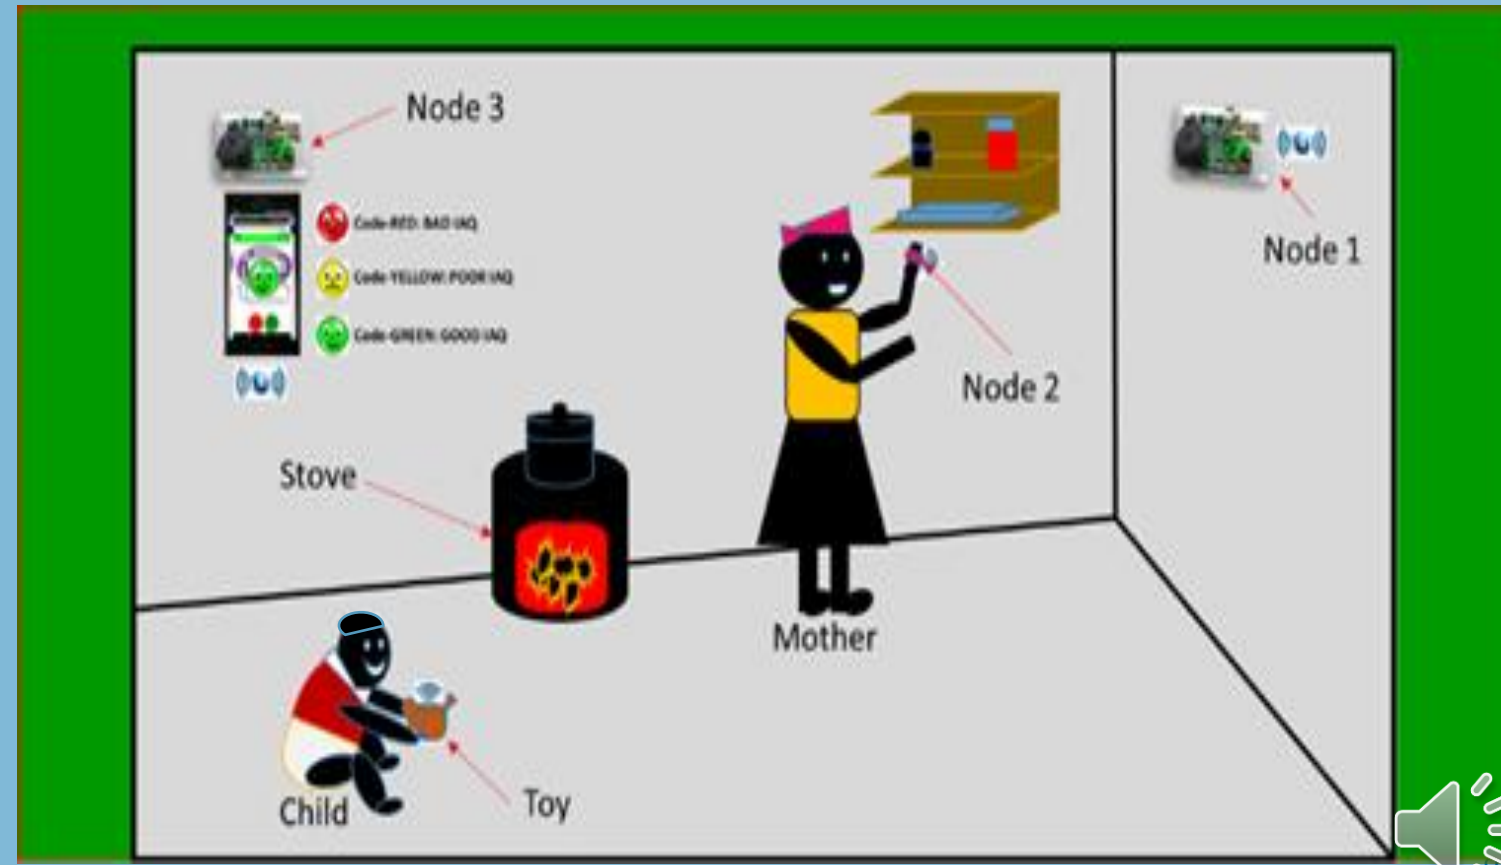 Node 3
Node 1
Code-RED: BAD IAQ
Code-YELLOW: POOR IAQ
Code-GREEN: GOOD IAQ
Node 2
Stove
Mother
Child
Toy